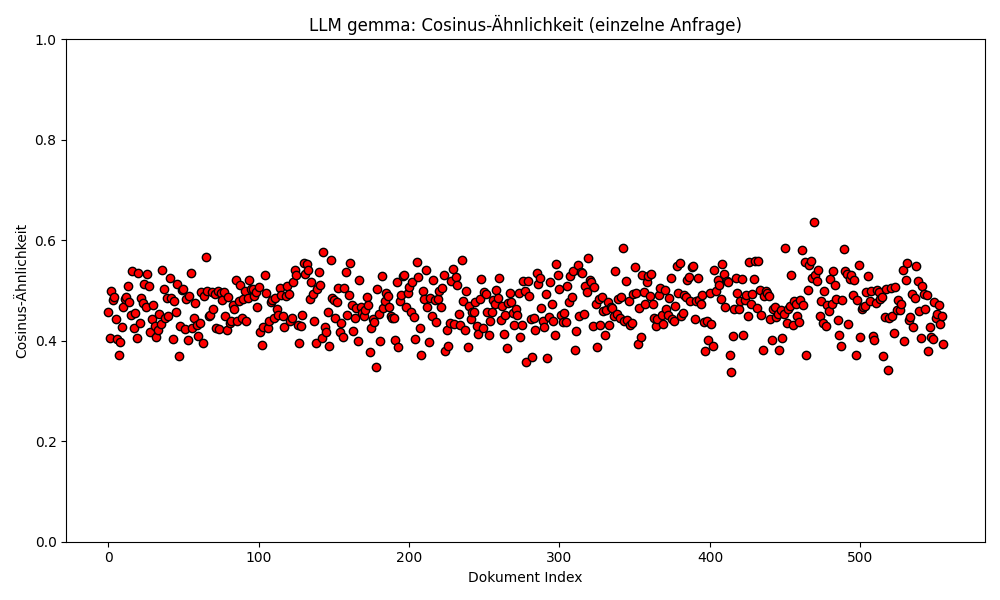 LLM gemma: Cosinus-Ähnlichkeit (einzelne Anfrage)
1.0
0.8
0.6
0.4
0.2
0.0
Cosinus-Ähnlichkeit
0 100 200 300 400 500
Dokument Index